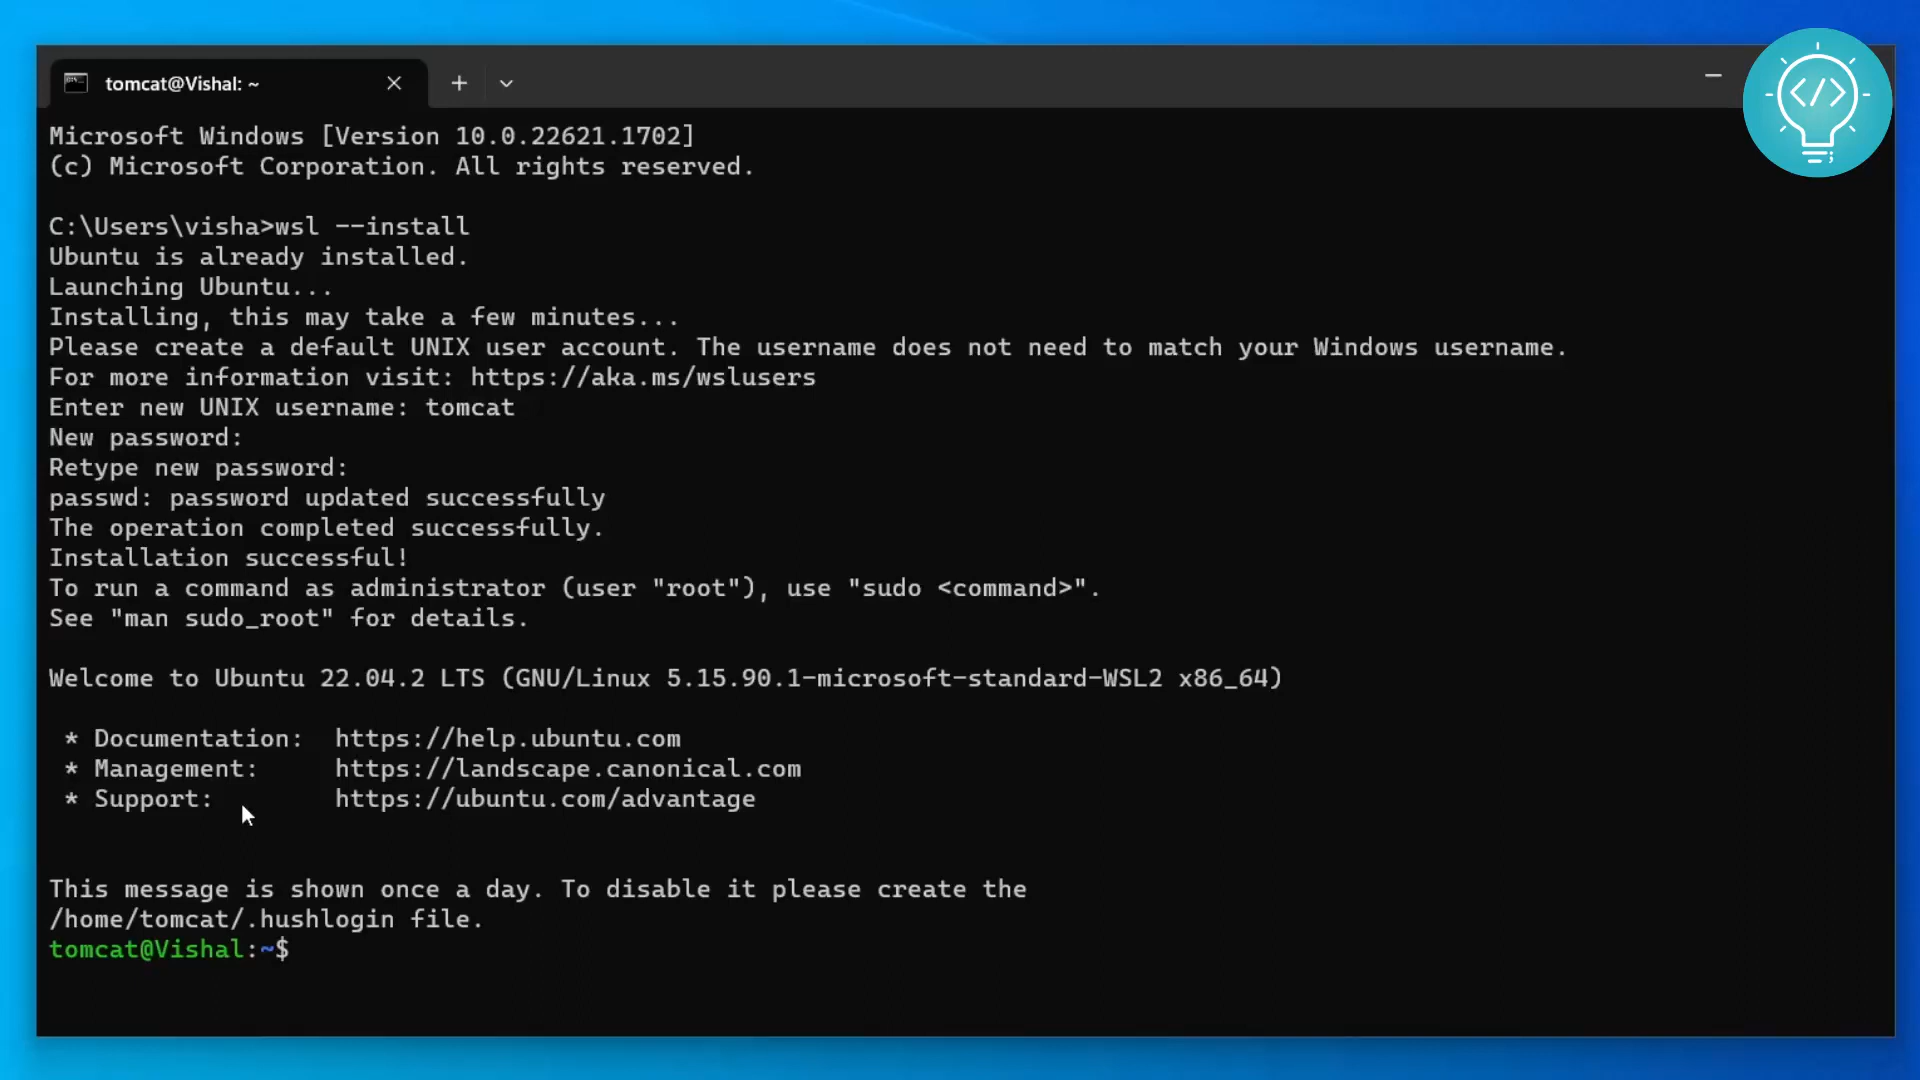 tomcat@Vishal: ~
Microsoft Windows [Version 10.0.22621.1702]
(c) Microsoft Corporation. All rights reserved.
C:\Users\visha>wsl --install
Ubuntu is already installed.
Launching Ubuntu...
Installing, this may take a few minutes...
Please create a default UNIX user account. The username does not need to match your Windows username.
For more information visit: https://aka.ms/wslusers
Enter new UNIX username: tomcat
New password:
Retype new password:
passwd: password updated successfully
The operation completed successfully.
Installation successful!
To run a command as administrator (user "root"), use "sudo <command>".
See "man sudo_root" for details.
Welcome to Ubuntu 22.04.2 LTS (GNU/Linux 5.15.90.1-microsoft-standard-WSL2 x86_64)
* Documentation:  https://help.ubuntu.com
* Management:     https://landscape.canonical.com
* Support:        https://ubuntu.com/advantage
This message is shown once a day. To disable it please create the
/home/tomcat/.hushlogin file.
tomcat@Vishal:~$